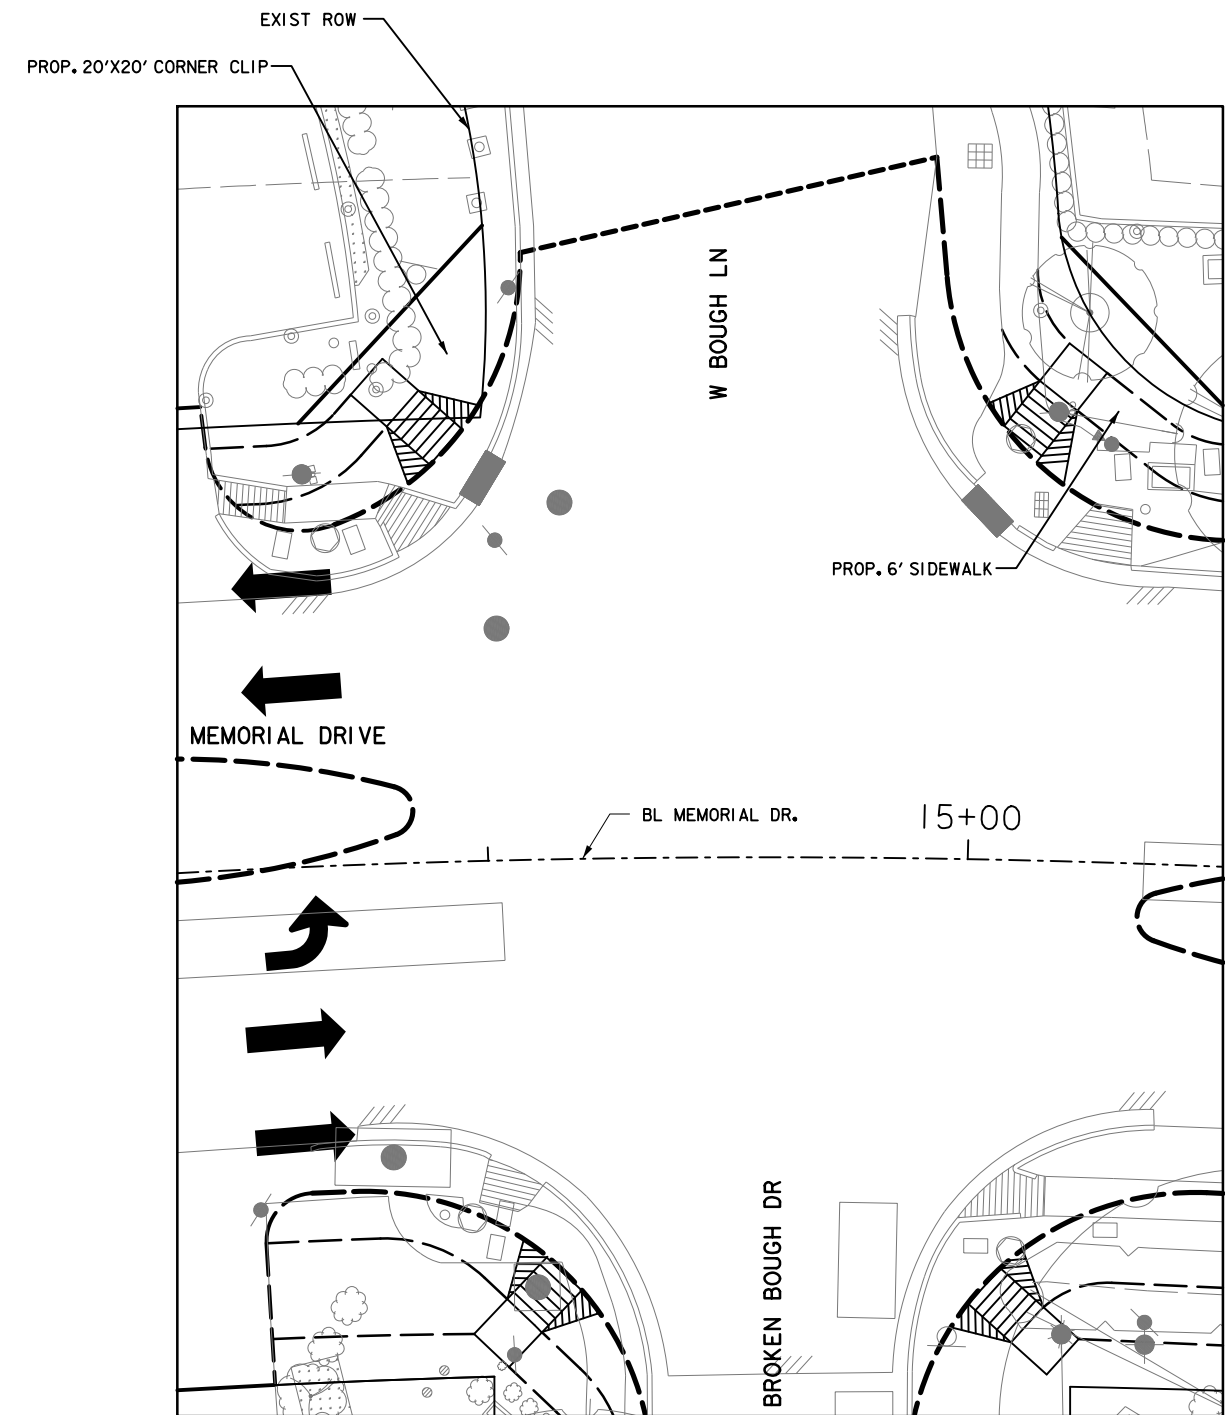 EXIST ROW
PROP. 20'X20' CORNER CLIP
W BOUGH LN
PROP. 6' SIDEWALK
MEMORIAL DRIVE
BL MEMORIAL DR.
15+00
BROKEN BOUGH DR